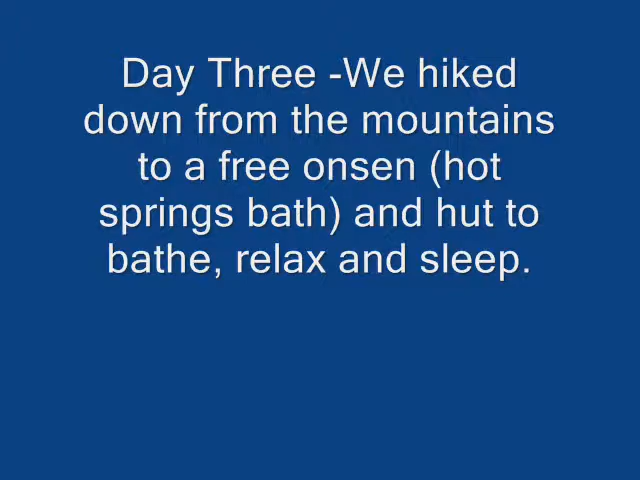 Day Three -We hiked
down from the mountains
to a free onsen (hot
springs bath) and hut to
bathe, relax and sleep.